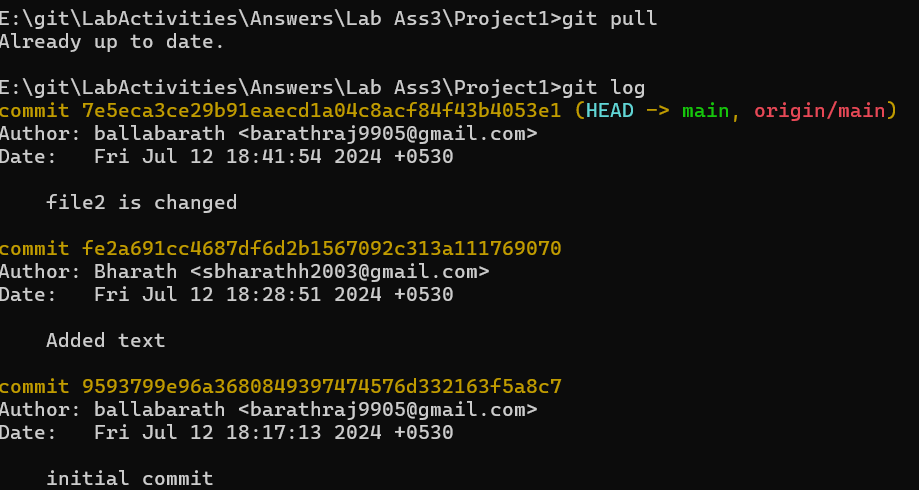 E:\git\LabActivities\Answers\Lab Ass3\Project1>git pull
Already up to date.
E:\git\LabActivities\Answers\Lab Ass3\Project1>git log
commit 7e5eca3ce29b91eaecd1a04c8acf84f43b4053e1 (HEAD -> main, origin/main)
Author: ballabarath <barathraj9905@gmail.com>
Date:   Fri Jul 12 18:41:54 2024 +0530
    file2 is changed
commit fe2a691cc4687df6d2b1567092c313a111769070
Author: Bharath <sbharathh2003@gmail.com>
Date:   Fri Jul 12 18:28:51 2024 +0530
    Added text
commit 9593799e96a3680849397474576d332163f5a8c7
Author: ballabarath <barathraj9905@gmail.com>
Date:   Fri Jul 12 18:17:13 2024 +0530
    initial commit